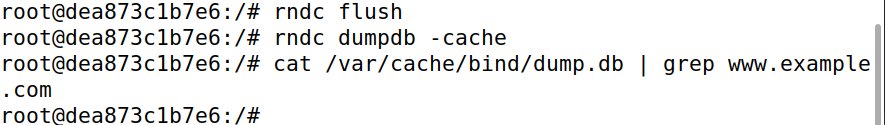 root@dea873c1b7e6:/# rndc flush
root@dea873c1b7e6:/# rndc dumpdb -cache
root@dea873c1b7e6:/# cat /var/cache/bind/dump.db | grep www.example
.com
root@dea873c1b7e6:/#